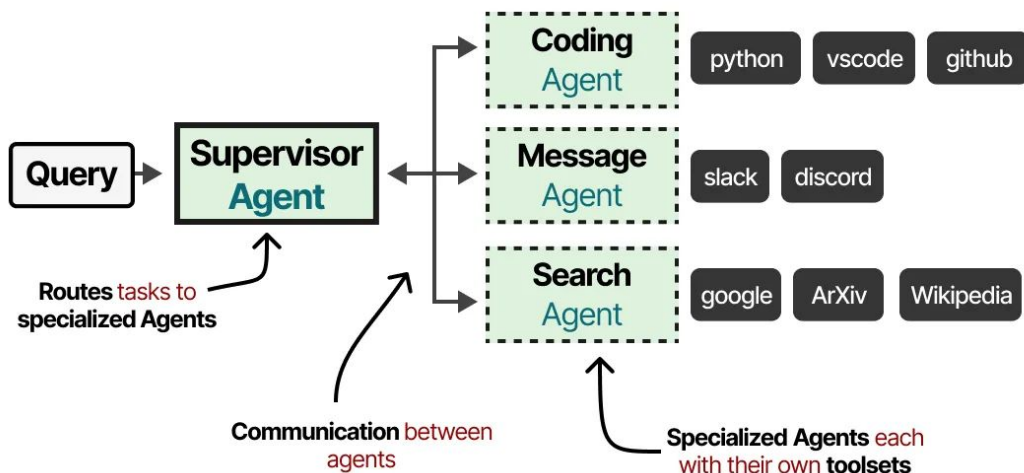 Coding
Agent
python
vscode
github
Query
Supervisor
Agent
Message
Agent
slack
discord
Search
Agent
google
ArXiv
Wikipedia
Routes tasks to
specialized Agents
Communication between
agents
Specialized Agents each
with their own toolsets